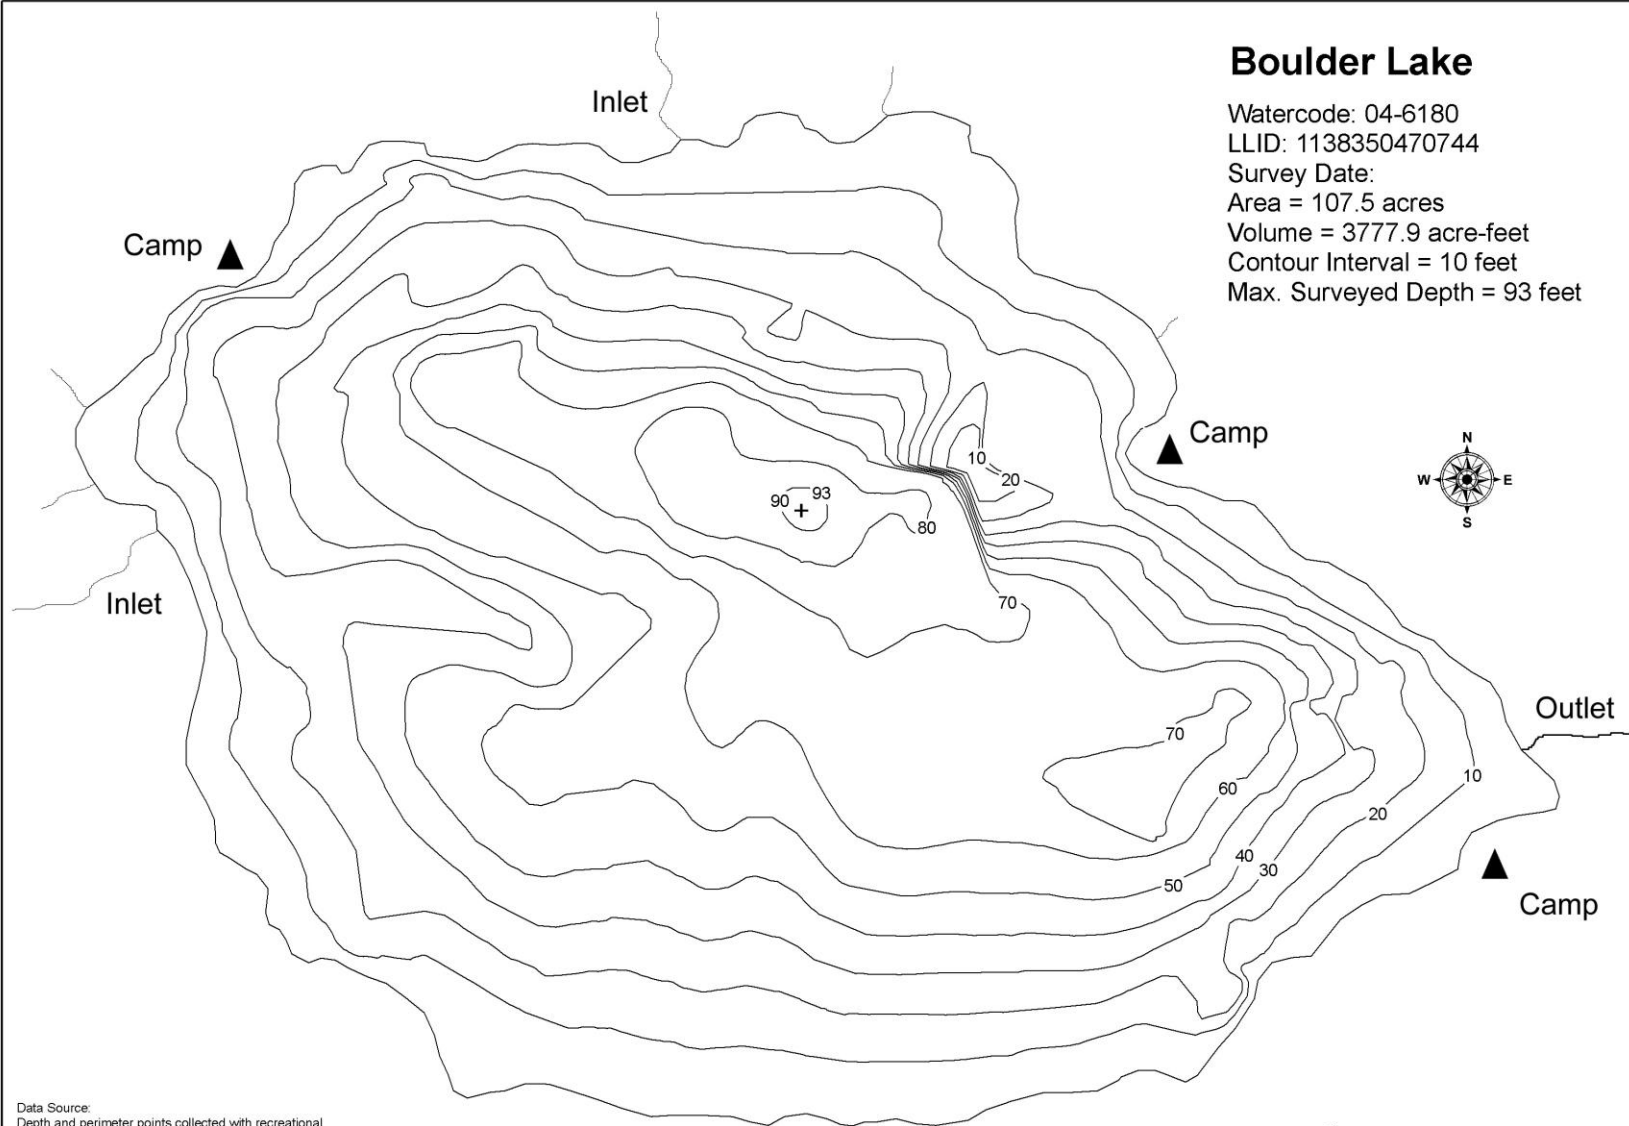 Boulder Lake
Watercode: 04-6180
LLID: 1138350470744
Survey Date:
Area = 107.5 acres
Volume = 3777.9 acre-feet
Contour Interval = 10 feet
Max. Surveyed Depth = 93 feet
Inlet
Camp
Camp
N
W E
S
10
20
90 93
80
70
Inlet
Outlet
70
10
60
20
40
30
50
Camp
Data Source:
Depth and perimeter points collected with recreational